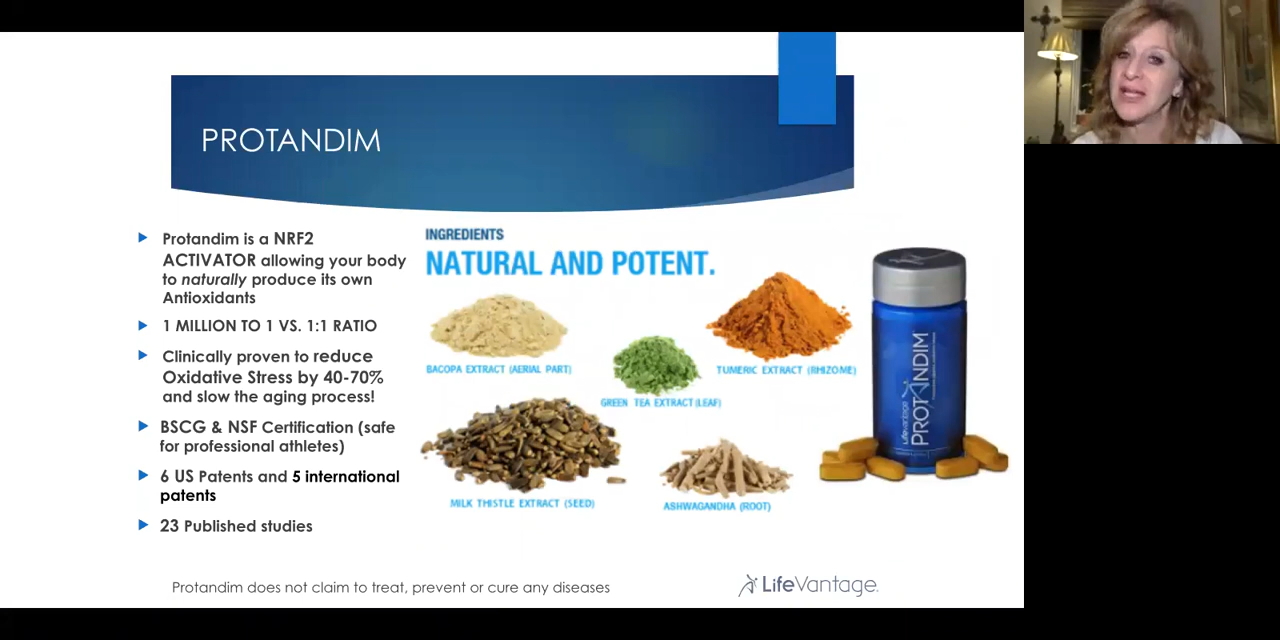 PROTANDIM
Protandim is a NRF2
ACTIVATOR allowing your body
to naturally produce its own
Antioxidants
1 MILLION TO 1 VS. 1:1 RATIO
Clinically proven to reduce
Oxidative Stress by 40-70%
and slow the aging process!
BSCG & NSF Certification (safe
for professional athletes)
6 US Patents and 5 international
patents
23 Published studies
INGREDIENTS
NATURAL AND POTENT.
BACOPA EXTRACT (AERIAL PART)
TUMERIC EXTRACT (RHIZOME)
GREEN TEA EXTRACT (LEAF)
MILK THISTLE EXTRACT (SEED)
ASHWAGANDHA (ROOT)
LifeVantage
PROTANDIM
Protandim does not claim to treat, prevent or cure any diseases
LifeVantage